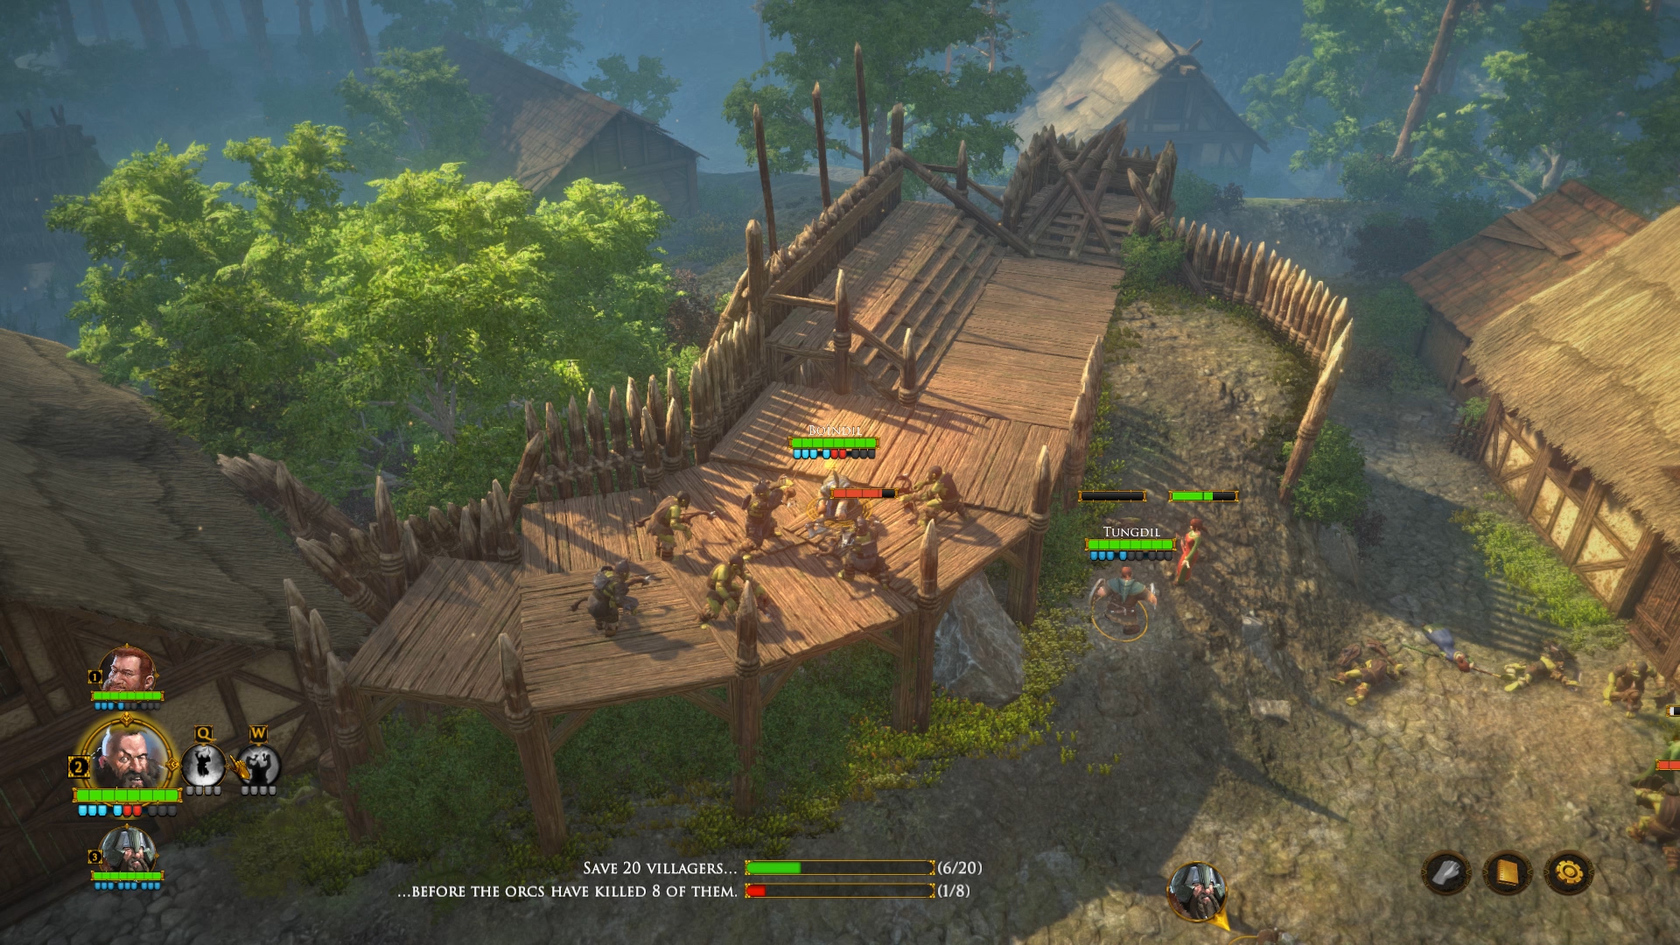 Boïndil
Tungdil
1
Q
W
2
3
Save 20 villagers... (6/20)
...before the orcs have killed 8 of them. (1/8)